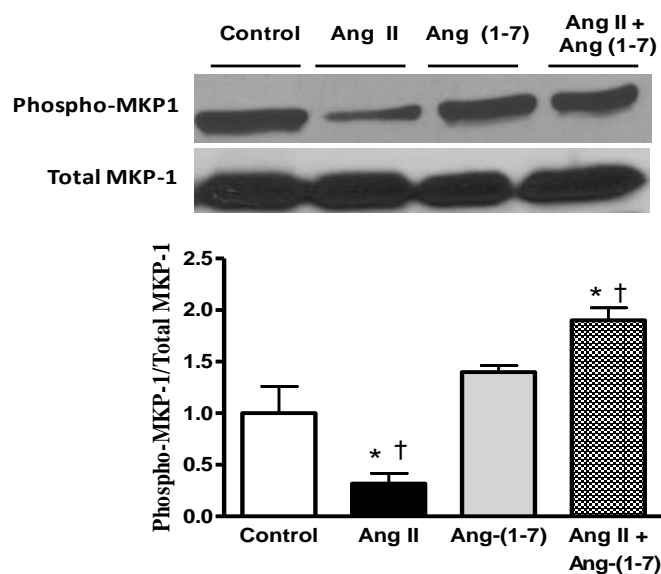 Control Ang II Ang (1-7) Ang II +
Ang (1-7)
Phospho-MKP1
Total MKP-1
Phospho-MKP-1/Total MKP-1
2.5
2.0
1.5
1.0
0.5
0.0
* †
* †
Control Ang II Ang-(1-7) Ang II +
Ang-(1-7)